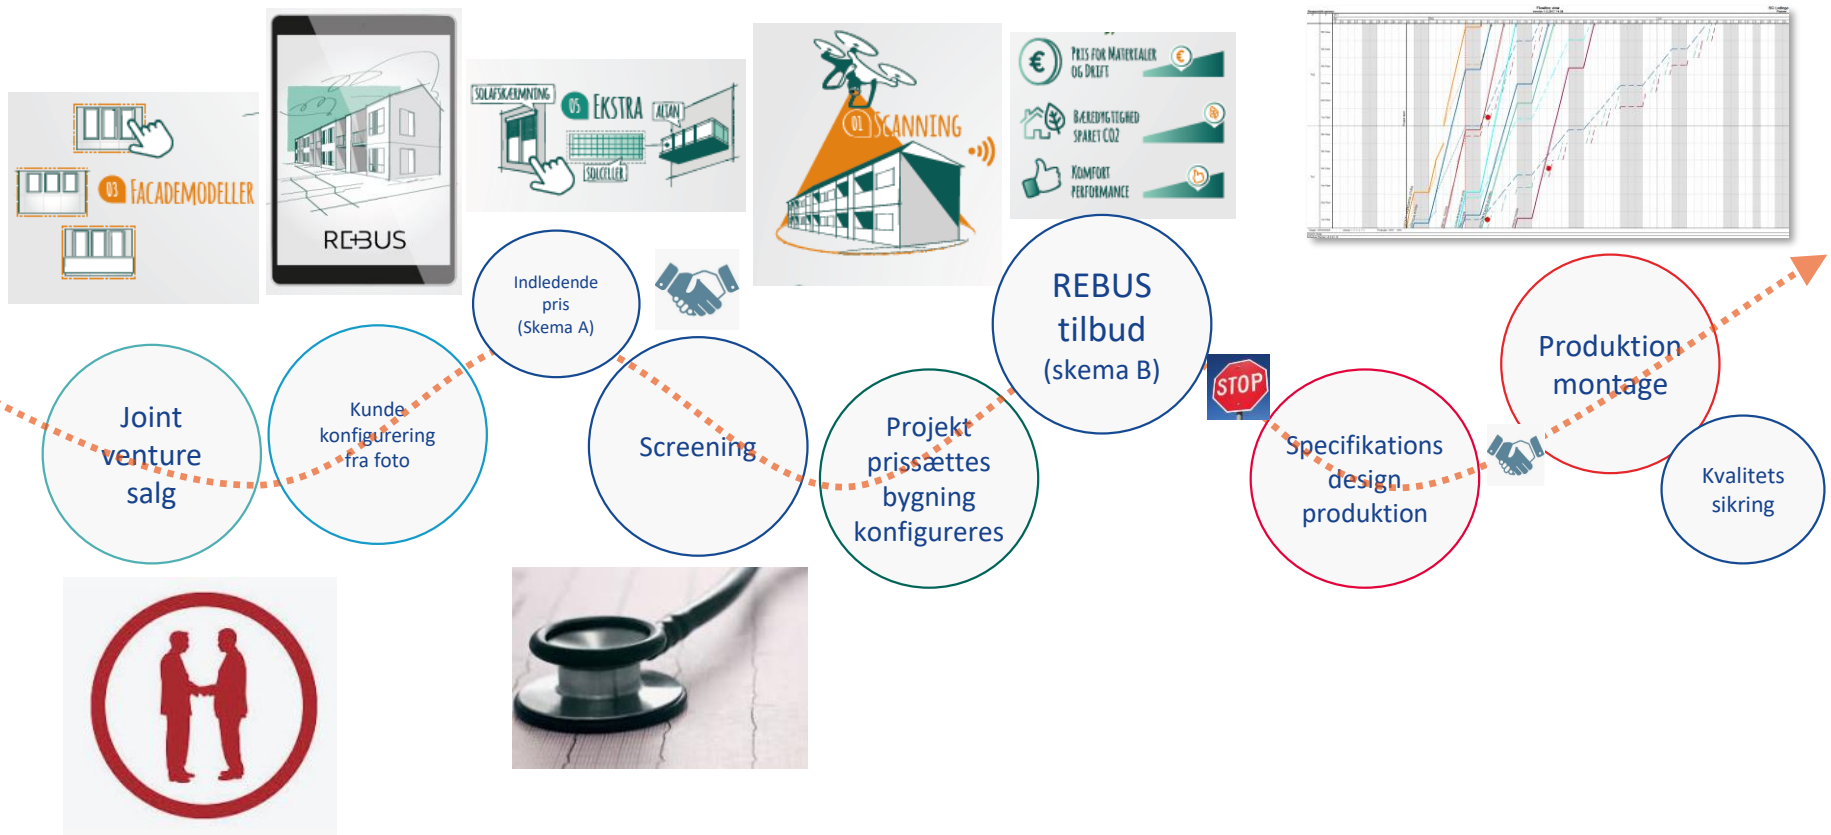 03 FACADEMODELLER
RE-BUS
SOLAFSKÆRMNING
05 EKSTRA
ALTAN
SOLCELLER
01 SCANNING
€ PRIS FOR MATERIALER €
OG DRIFT
BÆREDYGTIGHED
SPARET CO2
KOMFORT
PERFORMANCE
Joint
venture
salg
Kunde
konfigurering
fra foto
Indledende
pris
(Skema A)
Screening
Projekt
prissættes
bygning
konfigureres
REBUS
tilbud
(skema B)
STOP
Specifikations
design
produktion
Produktion
montage
Kvalitets
sikring